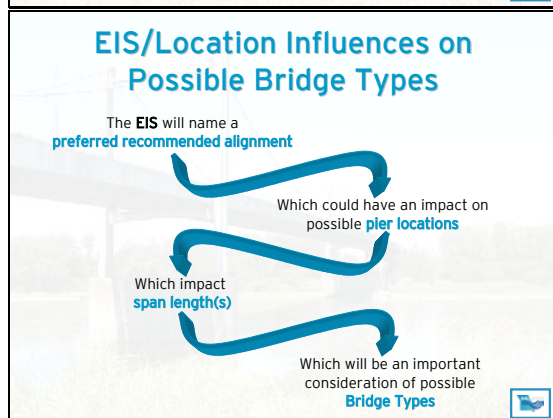 EIS/Location Influences on
Possible Bridge Types
The EIS will name a
preferred recommended alignment
Which could have an impact on
possible pier locations
Which impact
span length(s)
Which will be an important
consideration of possible
Bridge Types